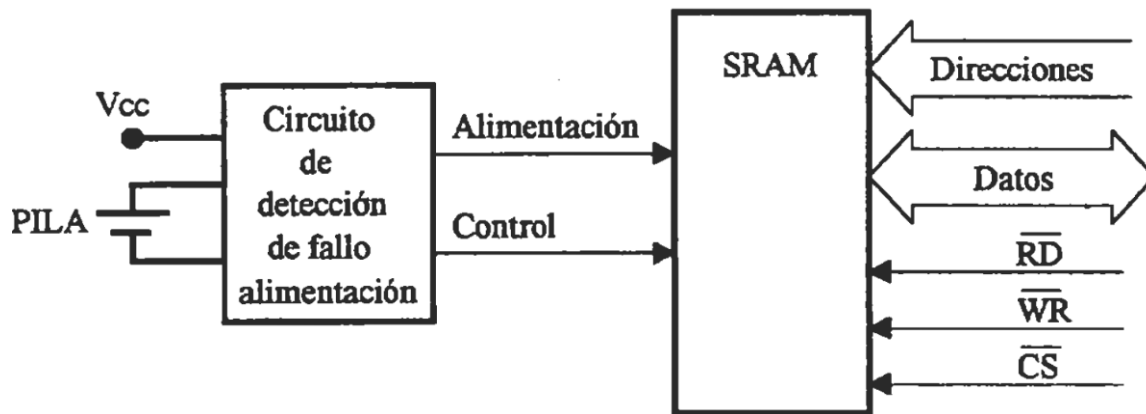 Vcc
PILA
Circuito
de
detección
de fallo
alimentación
Alimentación
Control
SRAM
Direcciones
Datos
RD
WR
CS